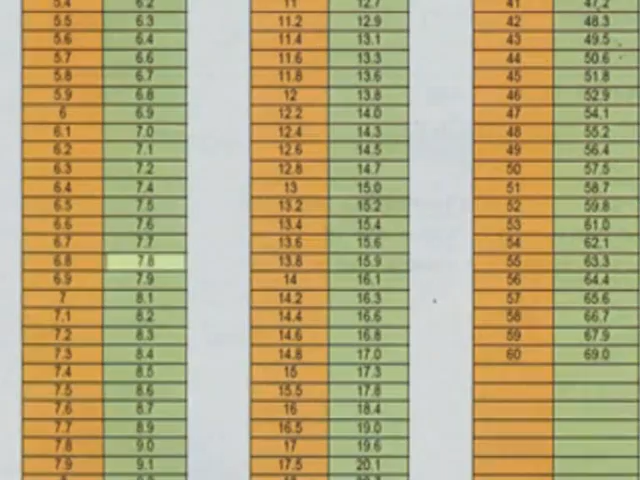 5.4 6.2 11 12.7 41 47.2
5.5 6.3 11.2 12.9 42 48.3
5.6 6.4 11.4 13.1 43 49.5
5.7 6.6 11.6 13.3 44 50.6
5.8 6.7 11.8 13.6 45 51.8
5.9 6.8 12 13.8 46 52.9
6 6.9 12.2 14.0 47 54.1
6.1 7.0 12.4 14.3 48 55.2
6.2 7.1 12.6 14.5 49 56.4
6.3 7.2 12.8 14.7 50 57.5
6.4 7.4 13 15.0 51 58.7
6.5 7.5 13.2 15.2 52 59.8
6.6 7.6 13.4 15.4 53 61.0
6.7 7.7 13.6 15.6 54 62.1
6.8 7.8 13.8 15.9 55 63.3
6.9 7.9 14 16.1 56 64.4
7 8.1 14.2 16.3 57 65.6
7.1 8.2 14.4 16.6 58 66.7
7.2 8.3 14.6 16.8 59 67.9
7.3 8.4 14.8 17.0 60 69.0
7.4 8.5 15 17.3
7.5 8.6 15.5 17.8
7.6 8.7 16 18.4
7.7 8.9 16.5 19.0
7.8 9.0 17 19.6
7.9 9.1 17.5 20.1